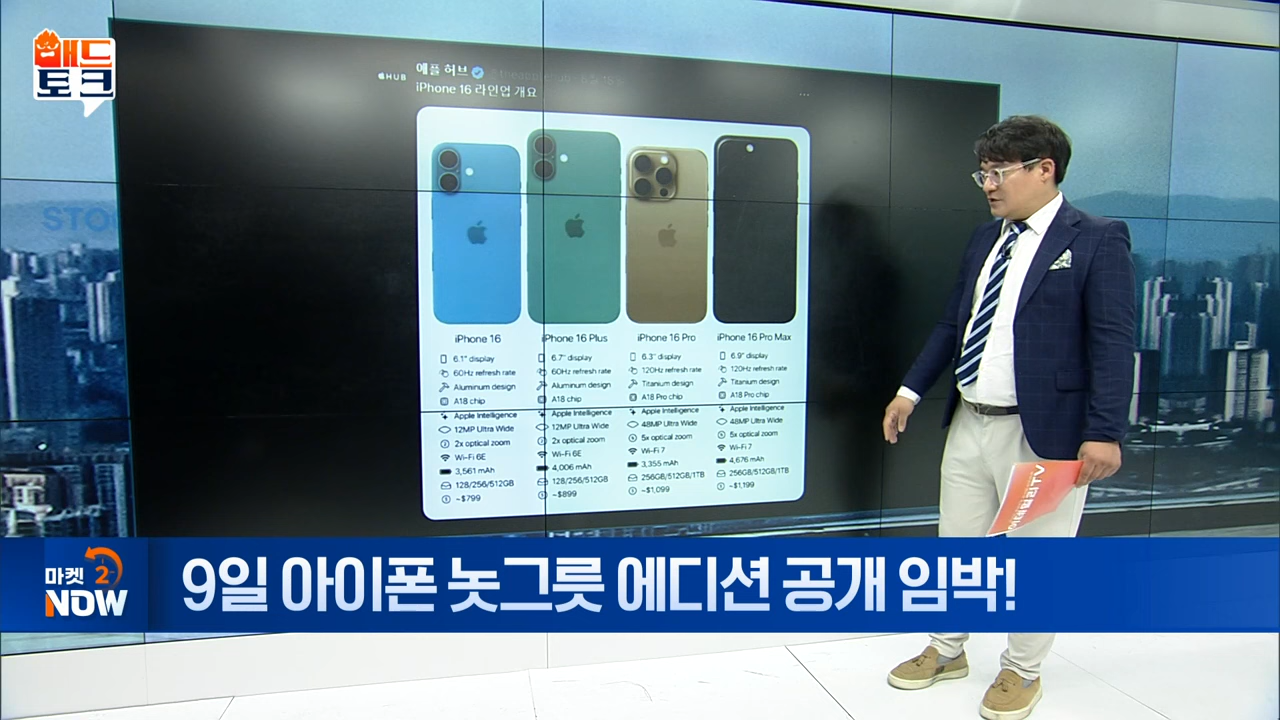 배드
토크
HUB
애플 허브
iPhone 16 라인업 개요
iPhone 16
6.1" display
60Hz refresh rate
Aluminum design
A18 chip
Apple Intelligence
12MP Ultra Wide
2x optical zoom
Wi-Fi 6E
3,561 mAh
128/256/512GB
~$799
iPhone 16 Plus
6.7" display
60Hz refresh rate
Aluminum design
A18 chip
Apple Intelligence
12MP Ultra Wide
2x optical zoom
Wi-Fi 6E
4,006 mAh
128/256/512GB
~$899
iPhone 16 Pro
6.3" display
120Hz refresh rate
Titanium design
A18 Pro chip
Apple Intelligence
48MP Ultra Wide
5x optical zoom
Wi-Fi 7
3,355 mAh
256GB/512GB/1TB
~$1,099
iPhone 16 Pro Max
6.9" display
120Hz refresh rate
Titanium design
A18 Pro chip
Apple Intelligence
48MP Ultra Wide
5x optical zoom
Wi-Fi 7
4,676 mAh
256GB/512GB/1TB
~$1,199
이데일리TV
마켓 2
NOW
9일 아이폰 놋그릇 에디션 공개 임박!